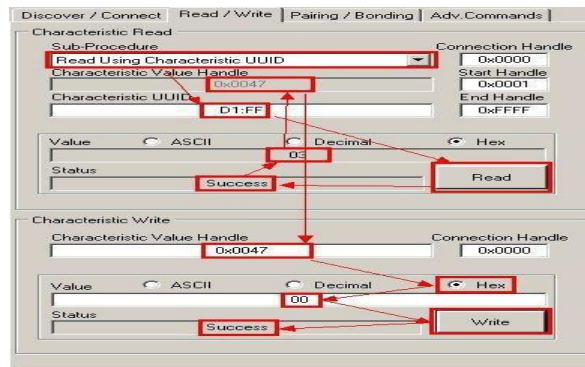 Discover / Connect Read / Write Pairing / Bonding Adv.Commands
Characteristic Read
Sub-Procedure Connection Handle
Read Using Characteristic UUID 0x0000
Characteristic Value Handle Start Handle
0x0047 0x0001
Characteristic UUID End Handle
D1:FF 0xFFFF
Value ASCII Decimal Hex
03
Status
Success Read
Characteristic Write
Characteristic Value Handle Connection Handle
0x0047 0x0000
Value ASCII Decimal Hex
00
Status
Success Write